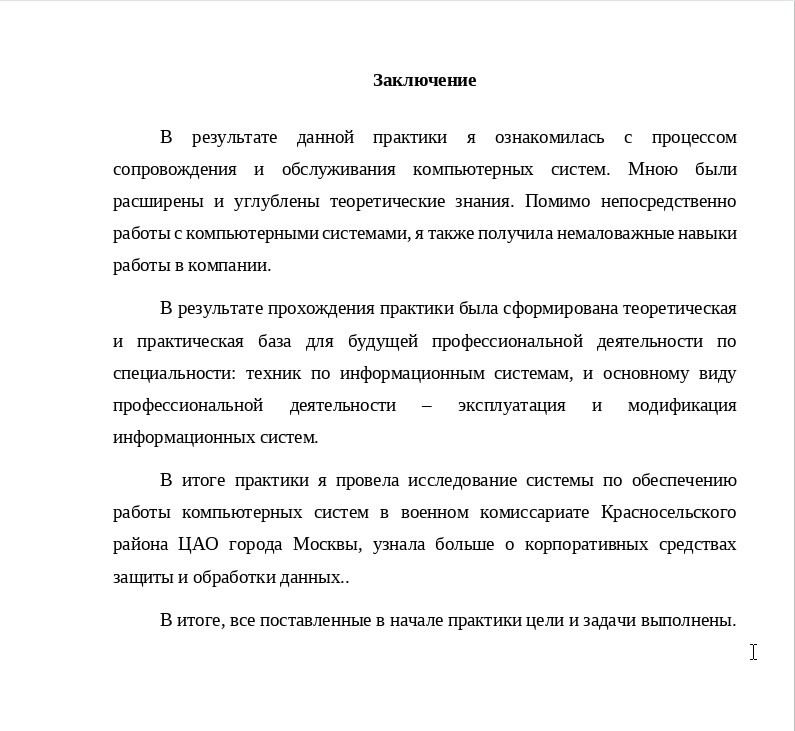 Заключение
В результате данной практики я ознакомилась с процессом
сопровождения и обслуживания компьютерных систем. Мною были
расширены и углублены теоретические знания. Помимо непосредственно
работы с компьютерными системами, я также получила немаловажные навыки
работы в компании.
В результате прохождения практики была сформирована теоретическая
и практическая база для будущей профессиональной деятельности по
специальности: техник по информационным системам, и основному виду
профессиональной деятельности – эксплуатация и модификация
информационных систем.
В итоге практики я провела исследование системы по обеспечению
работы компьютерных систем в военном комиссариате Красносельского
района ЦАО города Москвы, узнала больше о корпоративных средствах
защиты и обработки данных..
В итоге, все поставленные в начале практики цели и задачи выполнены.